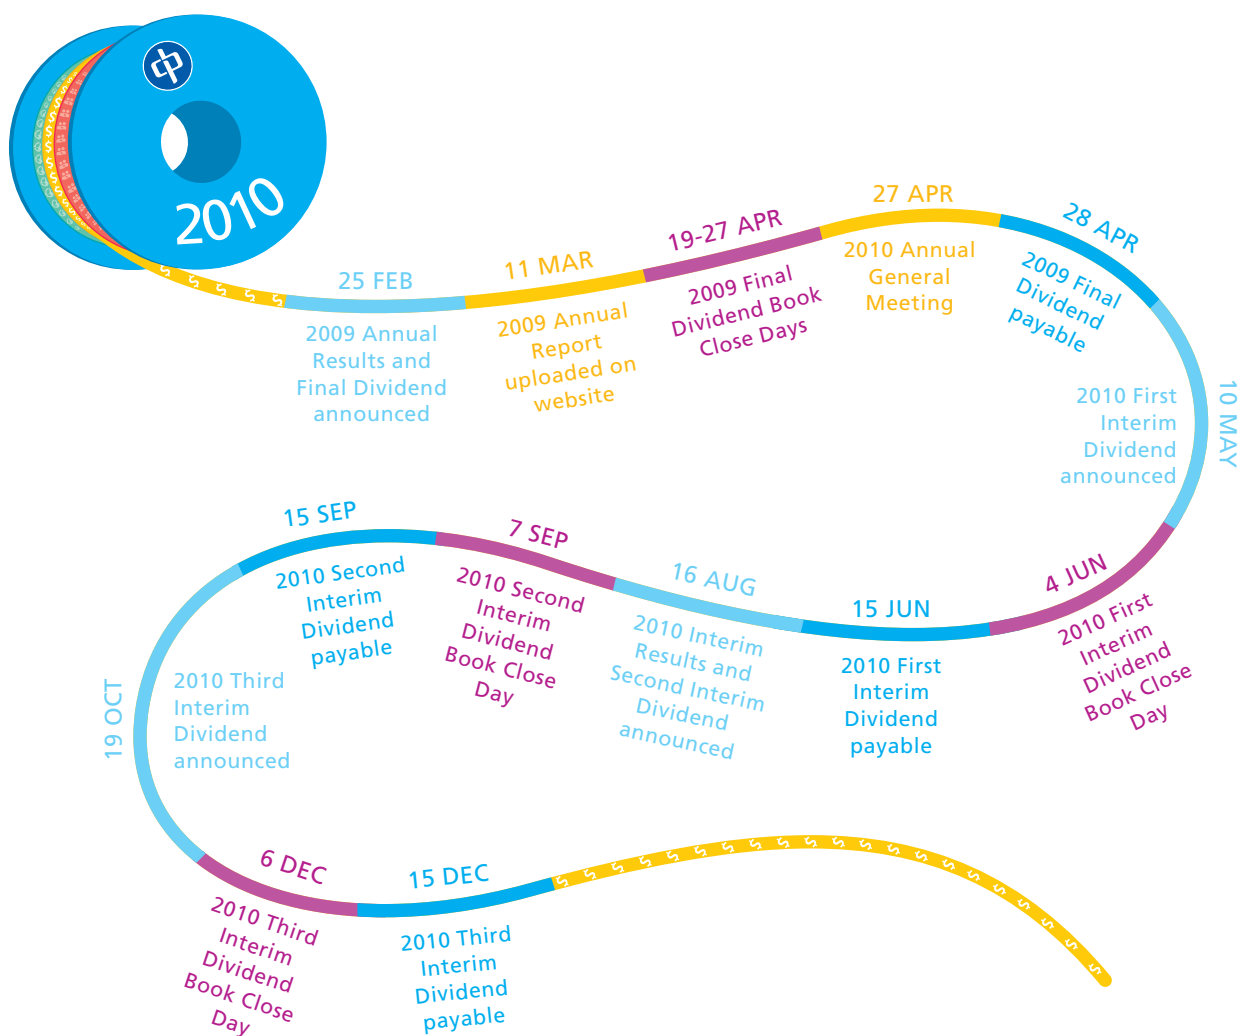 2010
25 FEB
2009 Annual
Results and
Final Dividend
announced
11 MAR
2009 Annual
Report
uploaded on
website
19-27 APR
2009 Final
Dividend Book
Close Days
27 APR
2010 Annual
General
Meeting
28 APR
2009 Final
Dividend
payable
10 MAY
2010 First
Interim
Dividend
announced
4 JUN
2010 First
Interim
Dividend
Book Close
Day
15 JUN
2010 First
Interim
Dividend
payable
16 AUG
2010 Interim
Results and
Second Interim
Dividend
announced
7 SEP
2010 Second
Interim
Dividend
Book Close
Day
15 SEP
2010 Second
Interim
Dividend
payable
19 OCT
2010 Third
Interim
Dividend
announced
6 DEC
2010 Third
Interim
Dividend
Book Close
Day
15 DEC
2010 Third
Interim
Dividend
payable